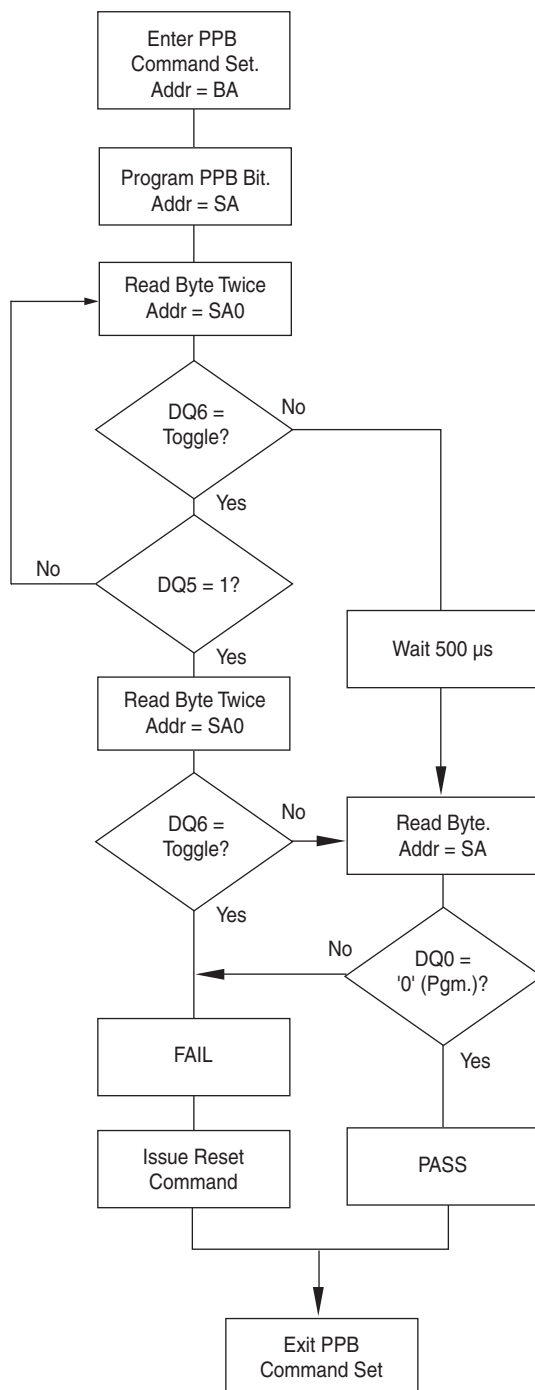 Enter PPB
Command Set.
Addr = BA
Program PPB Bit.
Addr = SA
Read Byte Twice
Addr = SA0
DQ6 =
Toggle?
No
Yes
DQ5 = 1?
No
Yes
Wait 500 µs
Read Byte Twice
Addr = SA0
DQ6 =
Toggle?
No
Yes
Read Byte.
Addr = SA
DQ0 =
'0' (Pgm.)?
No
Yes
FAIL
Issue Reset
Command
PASS
Exit PPB
Command Set